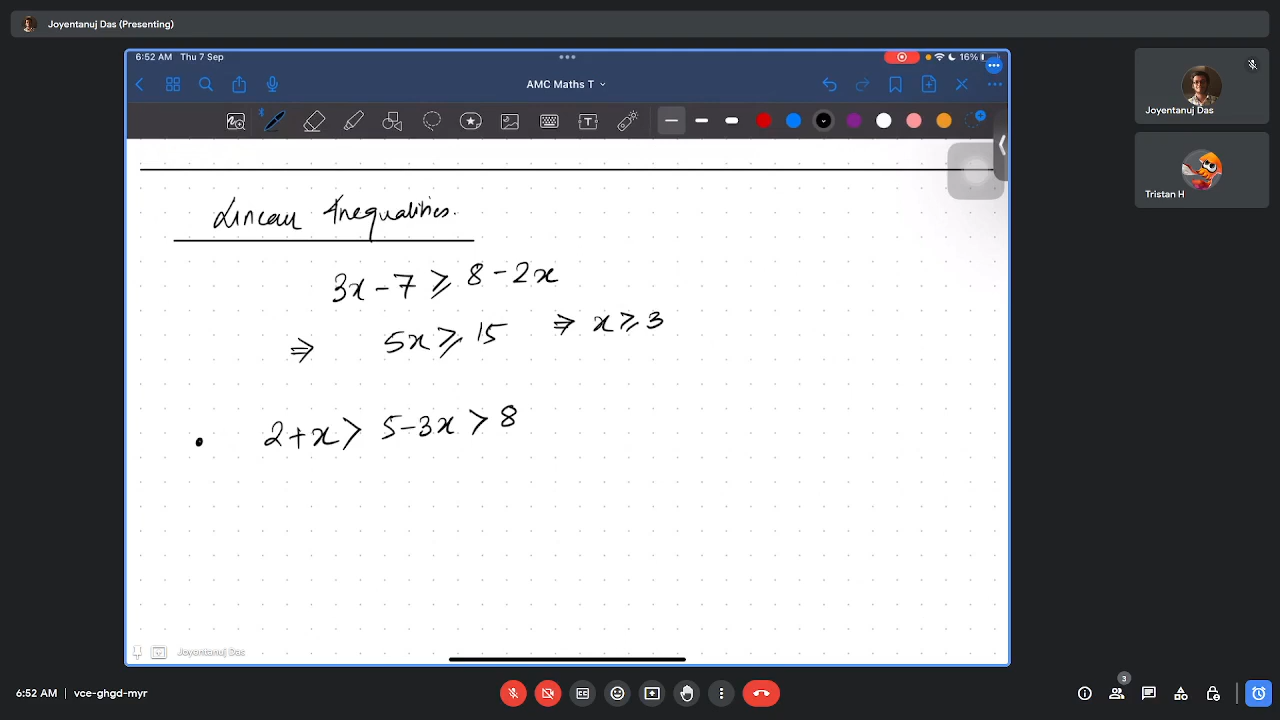 Joyentanuj Das (Presenting)
6:52 AM Thu 7 Sep
16%
AMC Maths T
Linear Inequalities.
3x - 7 ⩾ 8 - 2x
⇒ 5x ⩾ 15 ⇒ x ⩾ 3
• 2+x > 5-3x > 8
Joyentanuj Das
Joyentanuj Das
Tristan H
6:52 AM | vce-ghgd-myr
3